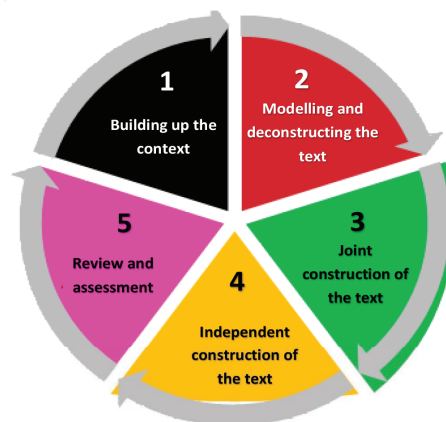 1
Building up the
context
2
Modelling and
deconstructing the
text
3
Joint
construction of
the text
4
Independent
construction of
the text
5
Review and
assessment